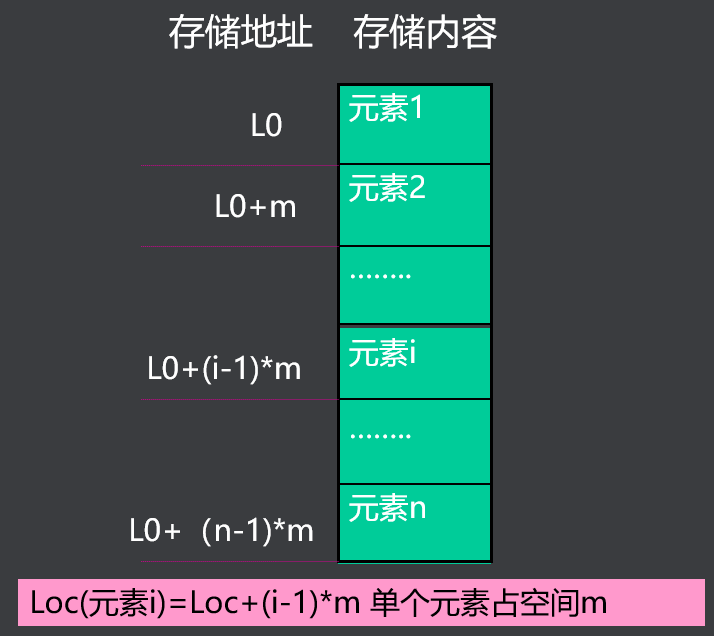 存储地址 存储内容
L0 元素1
L0+m 元素2
........
L0+(i-1)*m 元素i
........
L0+（n-1)*m 元素n
Loc(元素i)=Loc+(i-1)*m 单个元素占空间m